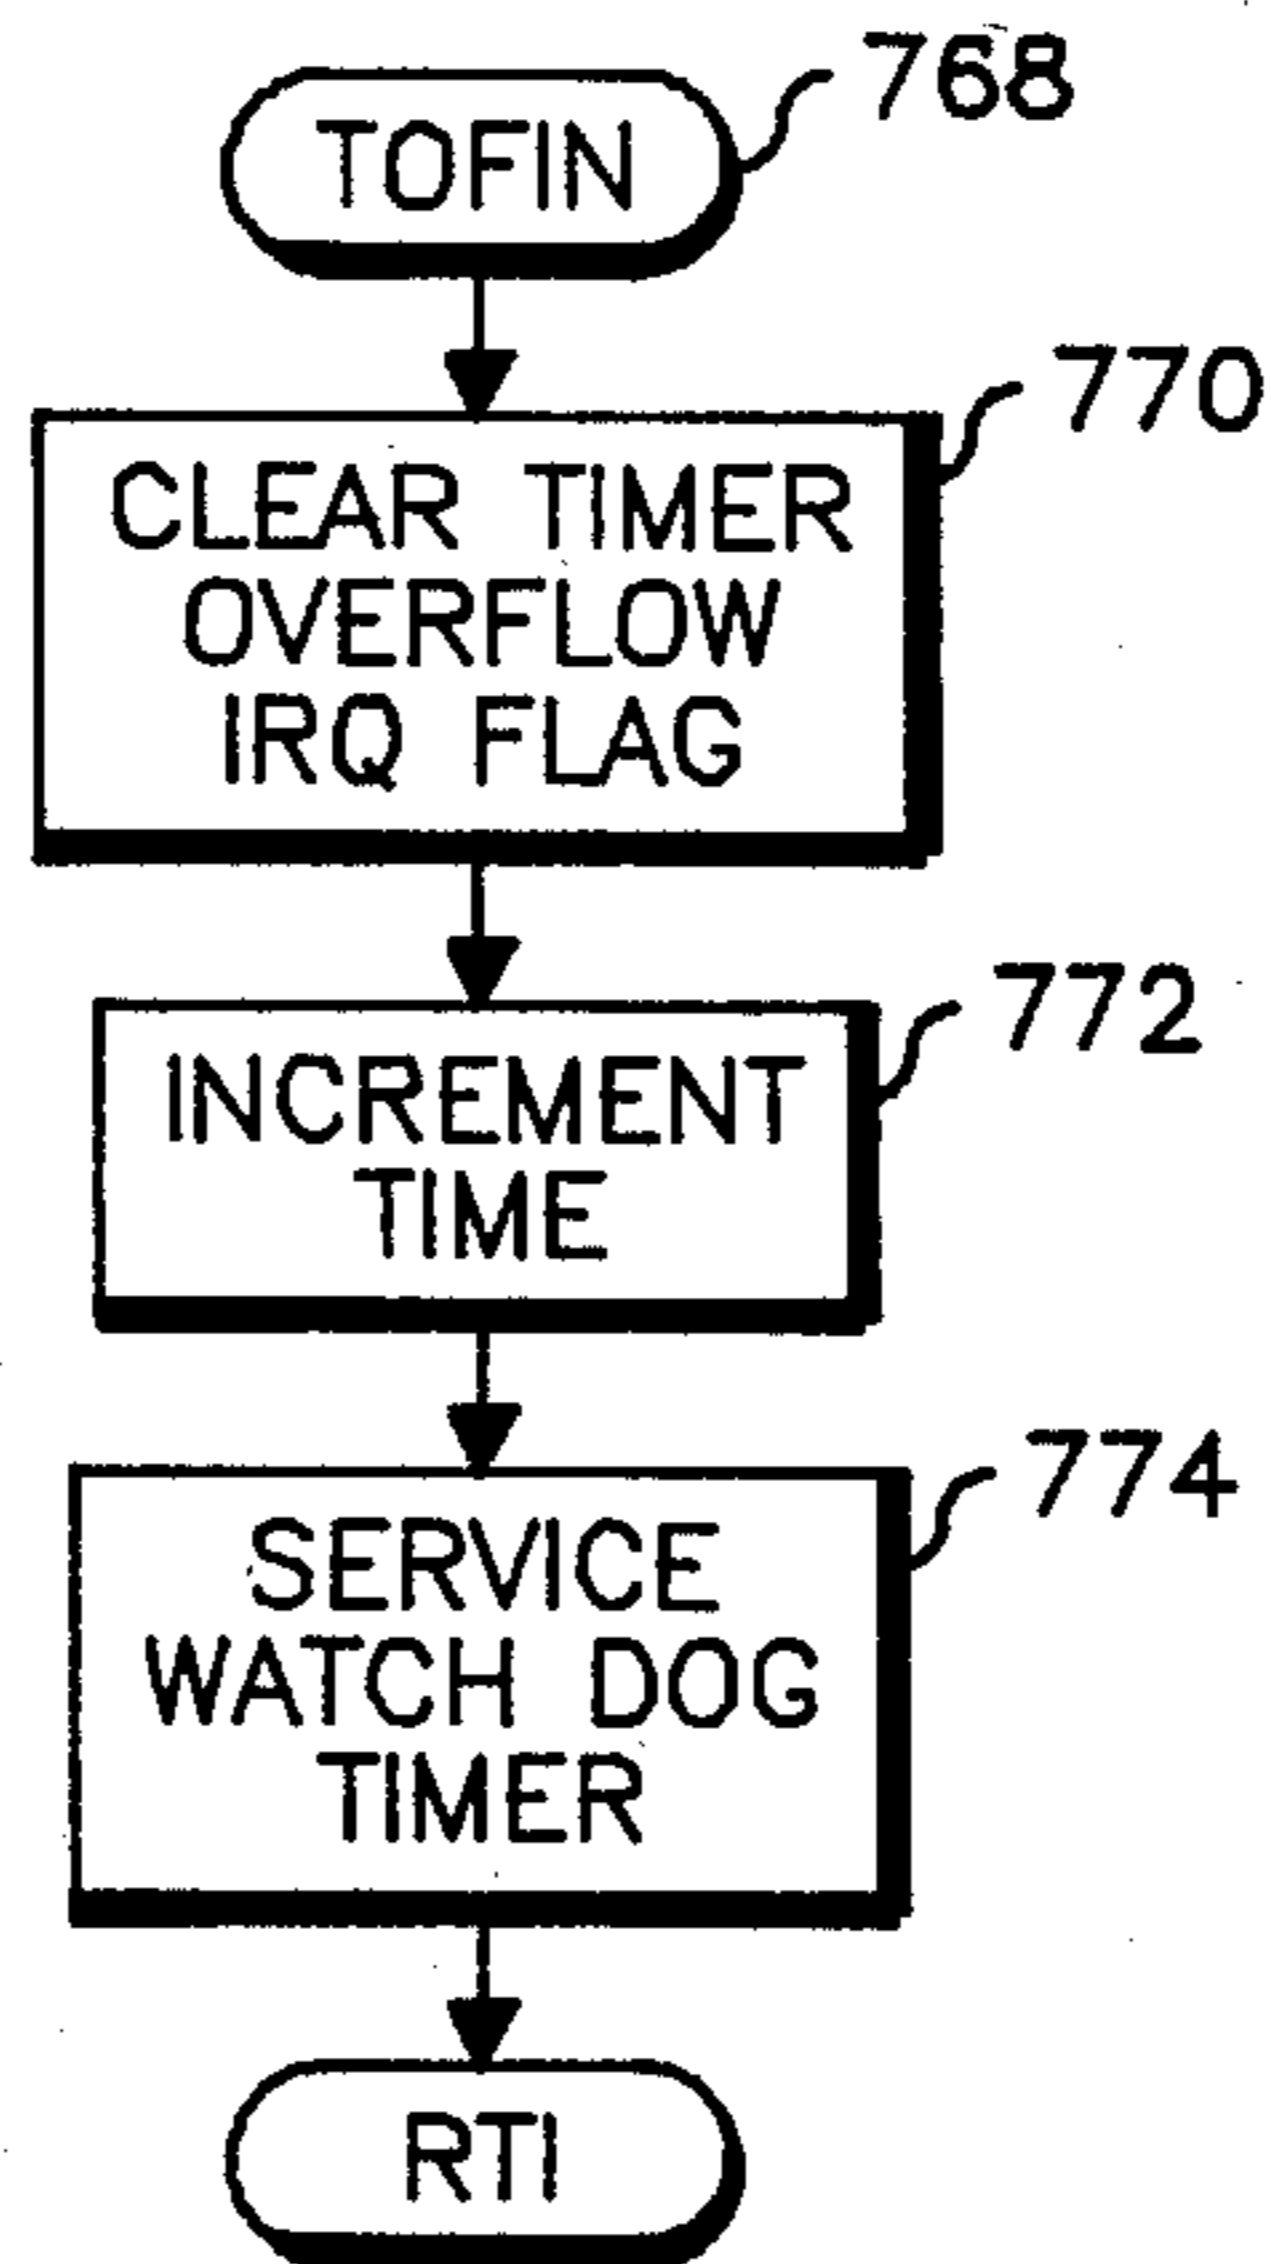 768
TOFIN
770
CLEAR TIMER
OVERFLOW
IRQ FLAG
772
INCREMENT
TIME
774
SERVICE
WATCH DOG
TIMER
RTI